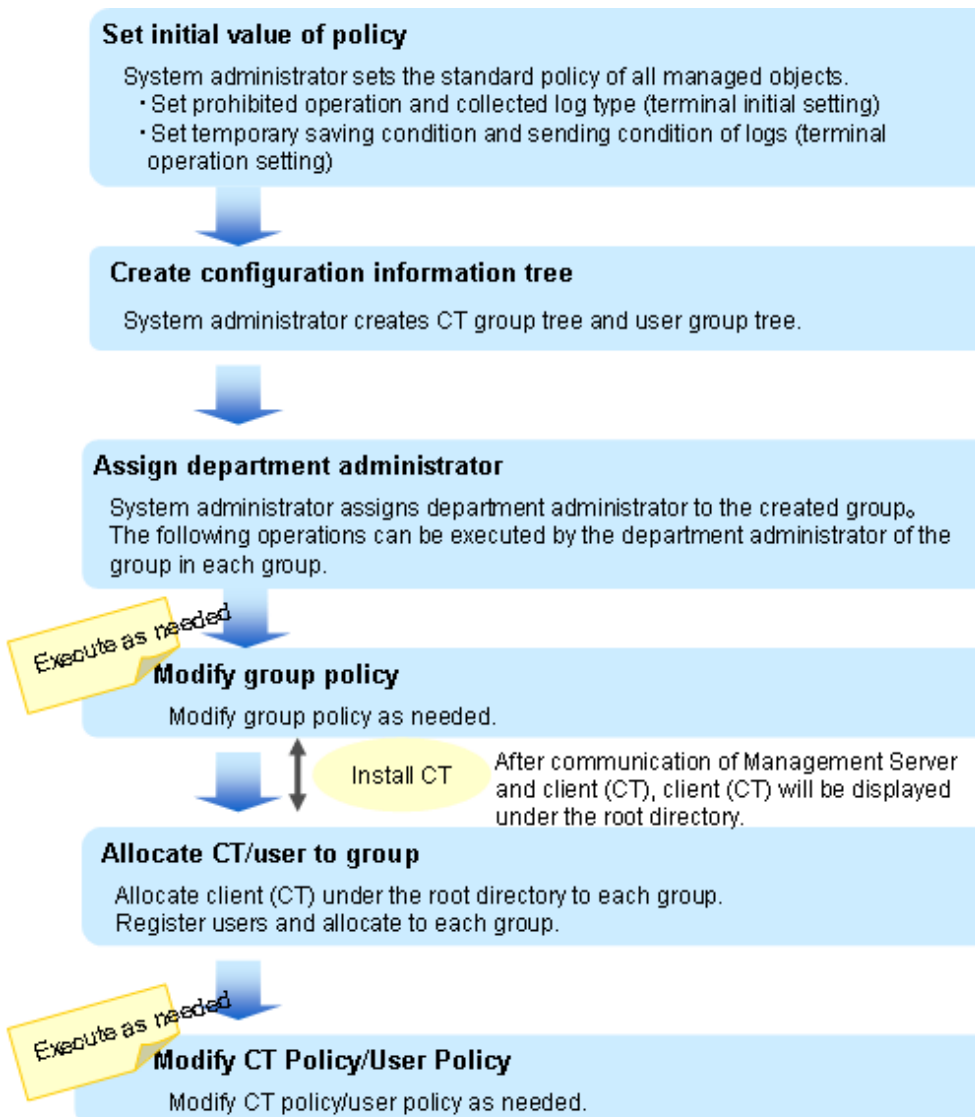 Set initial value of policy
System administrator sets the standard policy of all managed objects.
・Set prohibited operation and collected log type (terminal initial setting)
・Set temporary saving condition and sending condition of logs (terminal
operation setting)
Create configuration information tree
System administrator creates CT group tree and user group tree.
Assign department administrator
System administrator assigns department administrator to the created group。
The following operations can be executed by the department administrator of the
group in each group.
Execute as needed
Modify group policy
Modify group policy as needed.
Install CT
After communication of Management Server
and client (CT), client (CT) will be displayed
under the root directory.
Allocate CT/user to group
Allocate client (CT) under the root directory to each group.
Register users and allocate to each group.
Execute as needed
Modify CT Policy/User Policy
Modify CT policy/user policy as needed.